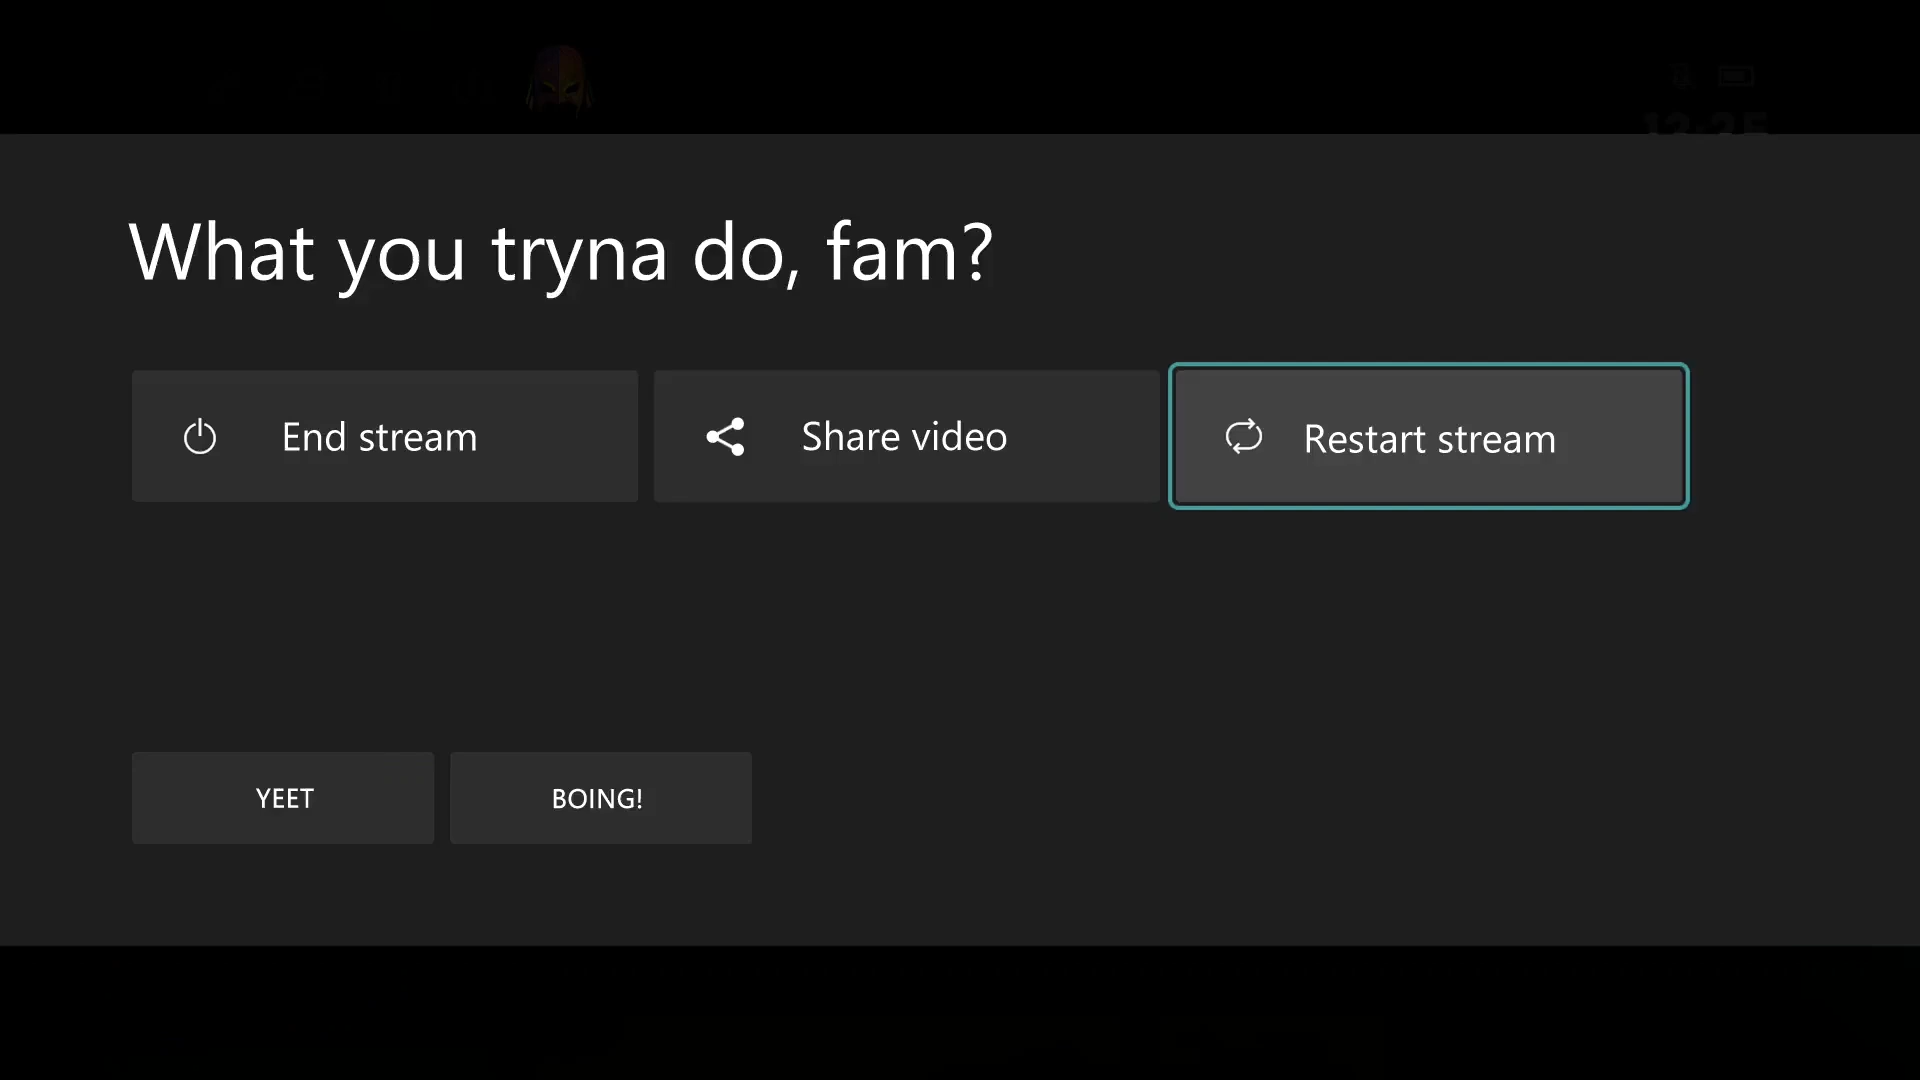 What you tryna do, fam?
End stream
Share video
Restart stream
YEET
BOING!